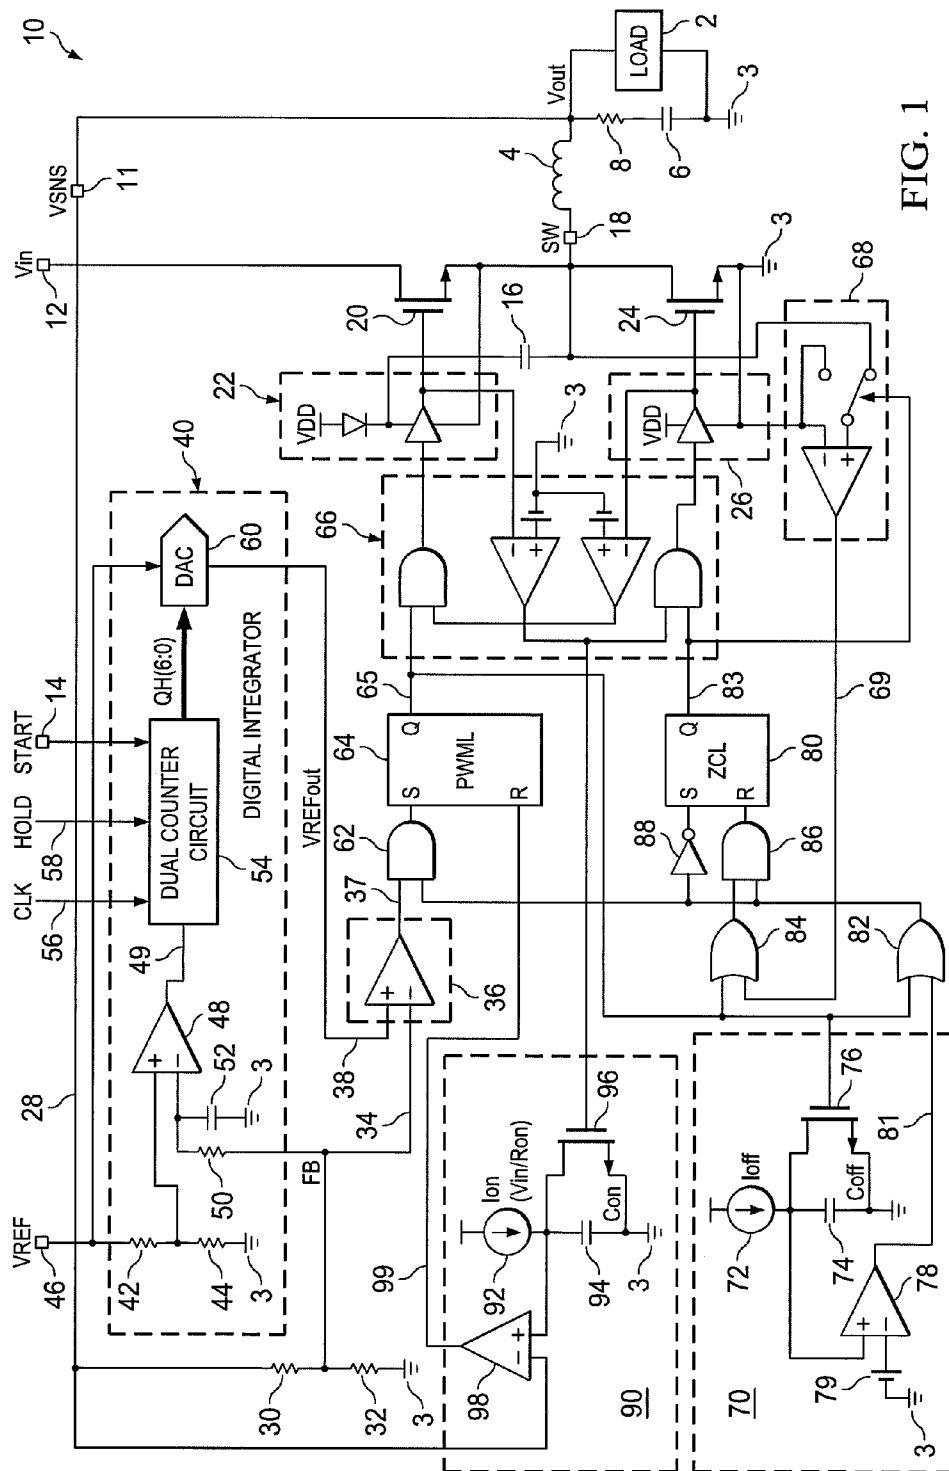 10
FIG. 1
VREF
46
CLK
56
HOLD
58
START
14
12
Vin
VSNS
11
28
42
44
3
50
52
3
48
49
DUAL COUNTER
CIRCUIT
54
QH(6:0)
DAC
60
40
DIGITAL INTEGRATOR
VREFout
30
32
3
FB
34
38
36
37
62
S
R
Q
PWML
64
65
66
22
VDD
20
16
3
SW
18
4
Vout
LOAD
2
8
6
3
24
3
VDD
26
+
−
68
69
99
98
+
−
Ion
(Vin/Ron)
92
94
Con
3
96
90
88
S
R
Q
ZCL
80
83
86
84
82
81
70
72
Ioff
74
Coff
76
78
79
3
+
−